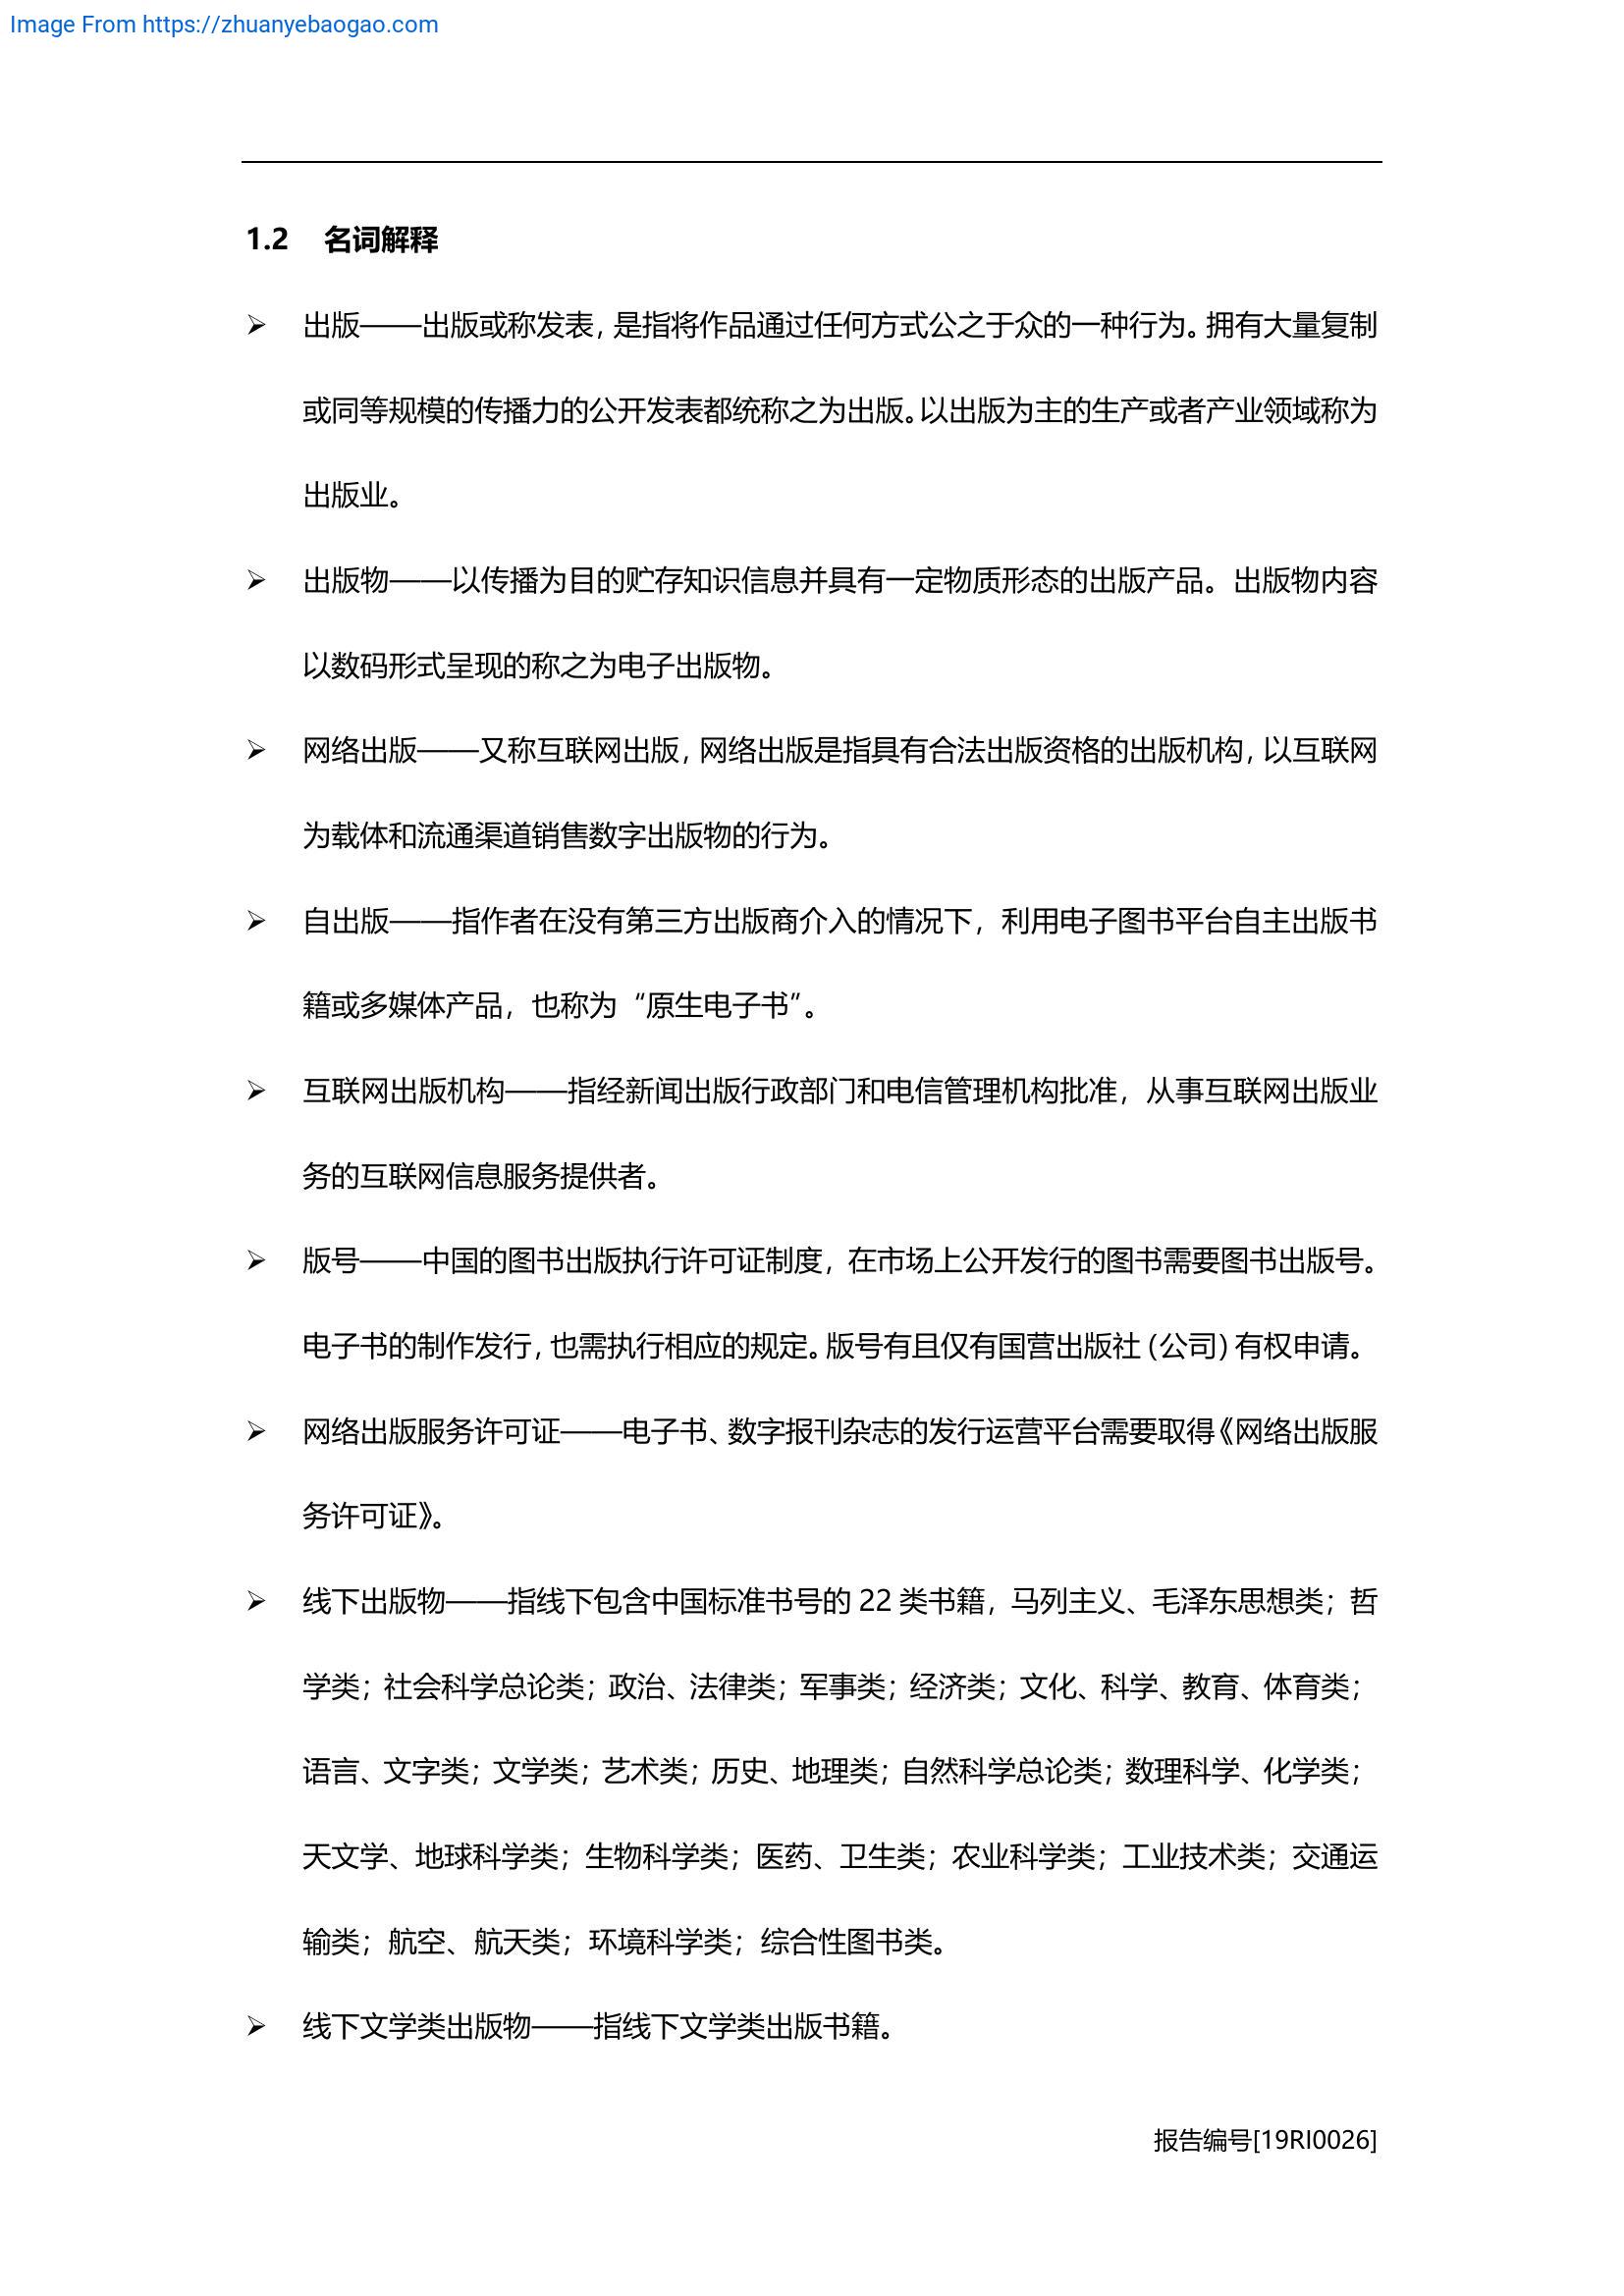 Image From https://zhuanyebaogao.com
1.2 名词解释
➢ 出版——出版或称发表，是指将作品通过任何方式公之于众的一种行为。拥有大量复制
或同等规模的传播力的公开发表都统称之为出版。以出版为主的生产或者产业领域称为
出版业。
➢ 出版物——以传播为目的贮存知识信息并具有一定物质形态的出版产品。出版物内容
以数码形式呈现的称之为电子出版物。
➢ 网络出版——又称互联网出版，网络出版是指具有合法出版资格的出版机构，以互联网
为载体和流通渠道销售数字出版物的行为。
➢ 自出版——指作者在没有第三方出版商介入的情况下，利用电子图书平台自主出版书
籍或多媒体产品，也称为“原生电子书”。
➢ 互联网出版机构——指经新闻出版行政部门和电信管理机构批准，从事互联网出版业
务的互联网信息服务提供者。
➢ 版号——中国的图书出版执行许可证制度，在市场上公开发行的图书需要图书出版号。
电子书的制作发行，也需执行相应的规定。版号有且仅有国营出版社（公司）有权申请。
➢ 网络出版服务许可证——电子书、数字报刊杂志的发行运营平台需要取得《网络出版服
务许可证》。
➢ 线下出版物——指线下包含中国标准书号的 22 类书籍，马列主义、毛泽东思想类；哲
学类；社会科学总论类；政治、法律类；军事类；经济类；文化、科学、教育、体育类；
语言、文字类；文学类；艺术类；历史、地理类；自然科学总论类；数理科学、化学类；
天文学、地球科学类；生物科学类；医药、卫生类；农业科学类；工业技术类；交通运
输类；航空、航天类；环境科学类；综合性图书类。
➢ 线下文学类出版物——指线下文学类出版书籍。
报告编号[19RI0026]